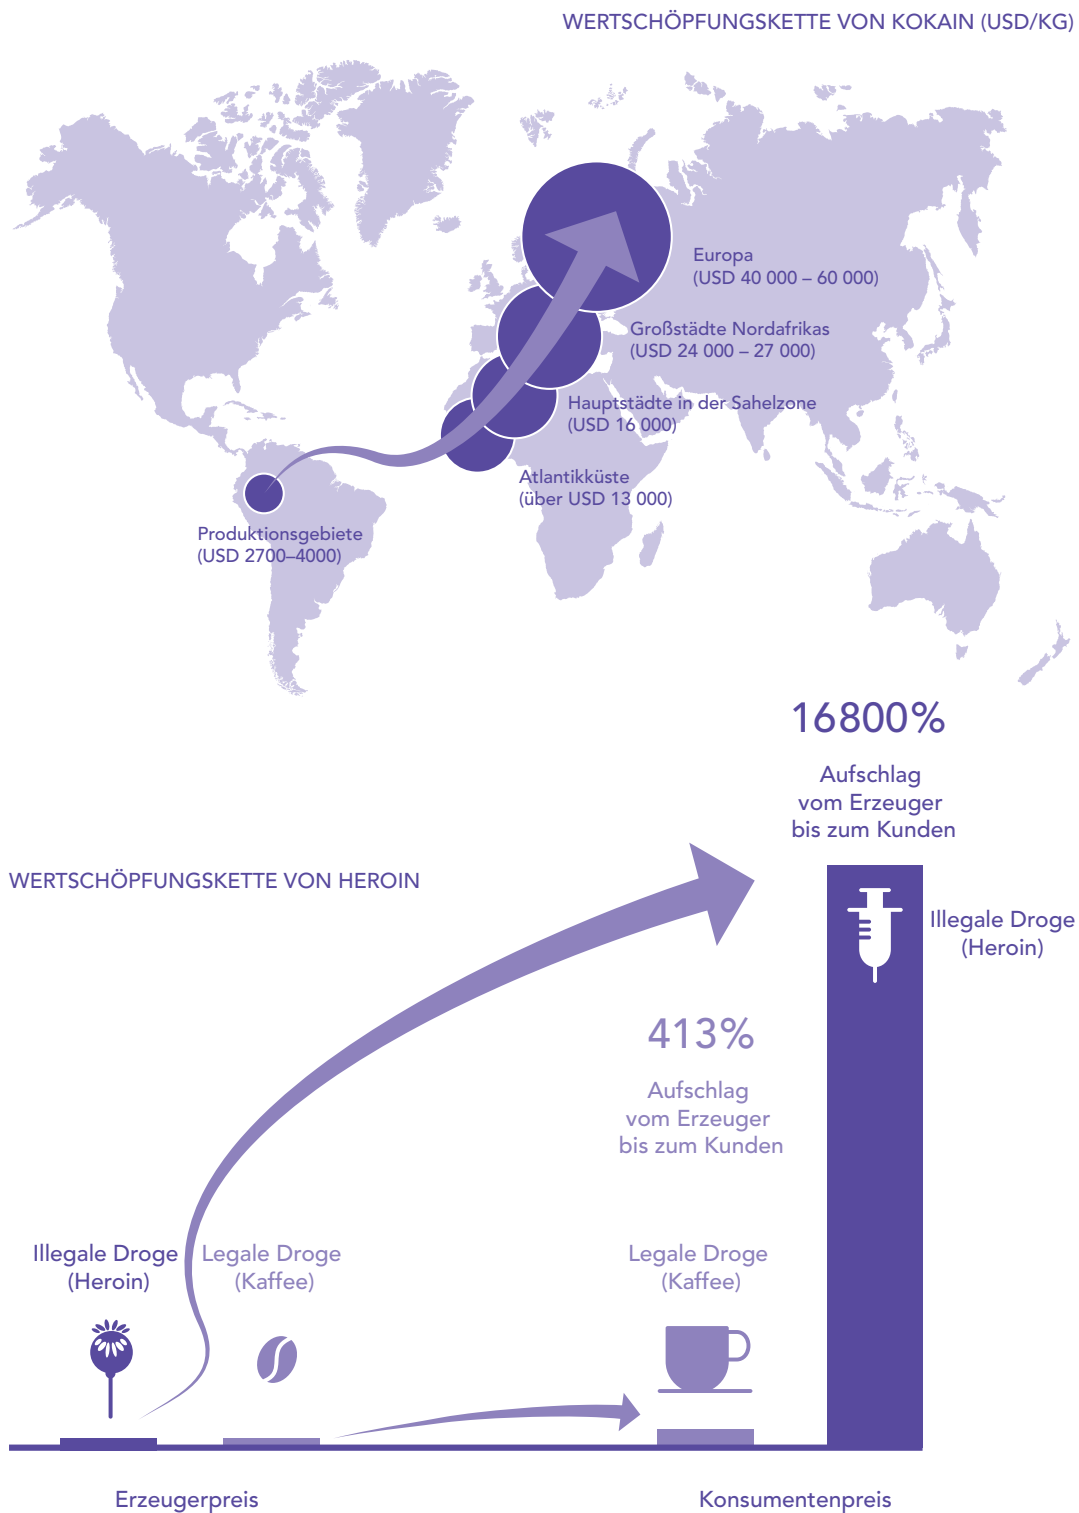 WERTSCHÖPFUNGSKETTE VON KOKAIN (USD/KG)
Europa
(USD 40 000 – 60 000)
Großstädte Nordafrikas
(USD 24 000 – 27 000)
Hauptstädte in der Sahelzone
(USD 16 000)
Atlantikküste
(über USD 13 000)
Produktionsgebiete
(USD 2700–4000)
16800%
Aufschlag
vom Erzeuger
bis zum Kunden
WERTSCHÖPFUNGSKETTE VON HEROIN
Illegale Droge
(Heroin)
413%
Aufschlag
vom Erzeuger
bis zum Kunden
Illegale Droge
(Heroin)
Legale Droge
(Kaffee)
Legale Droge
(Kaffee)
Erzeugerpreis
Konsumentenpreis